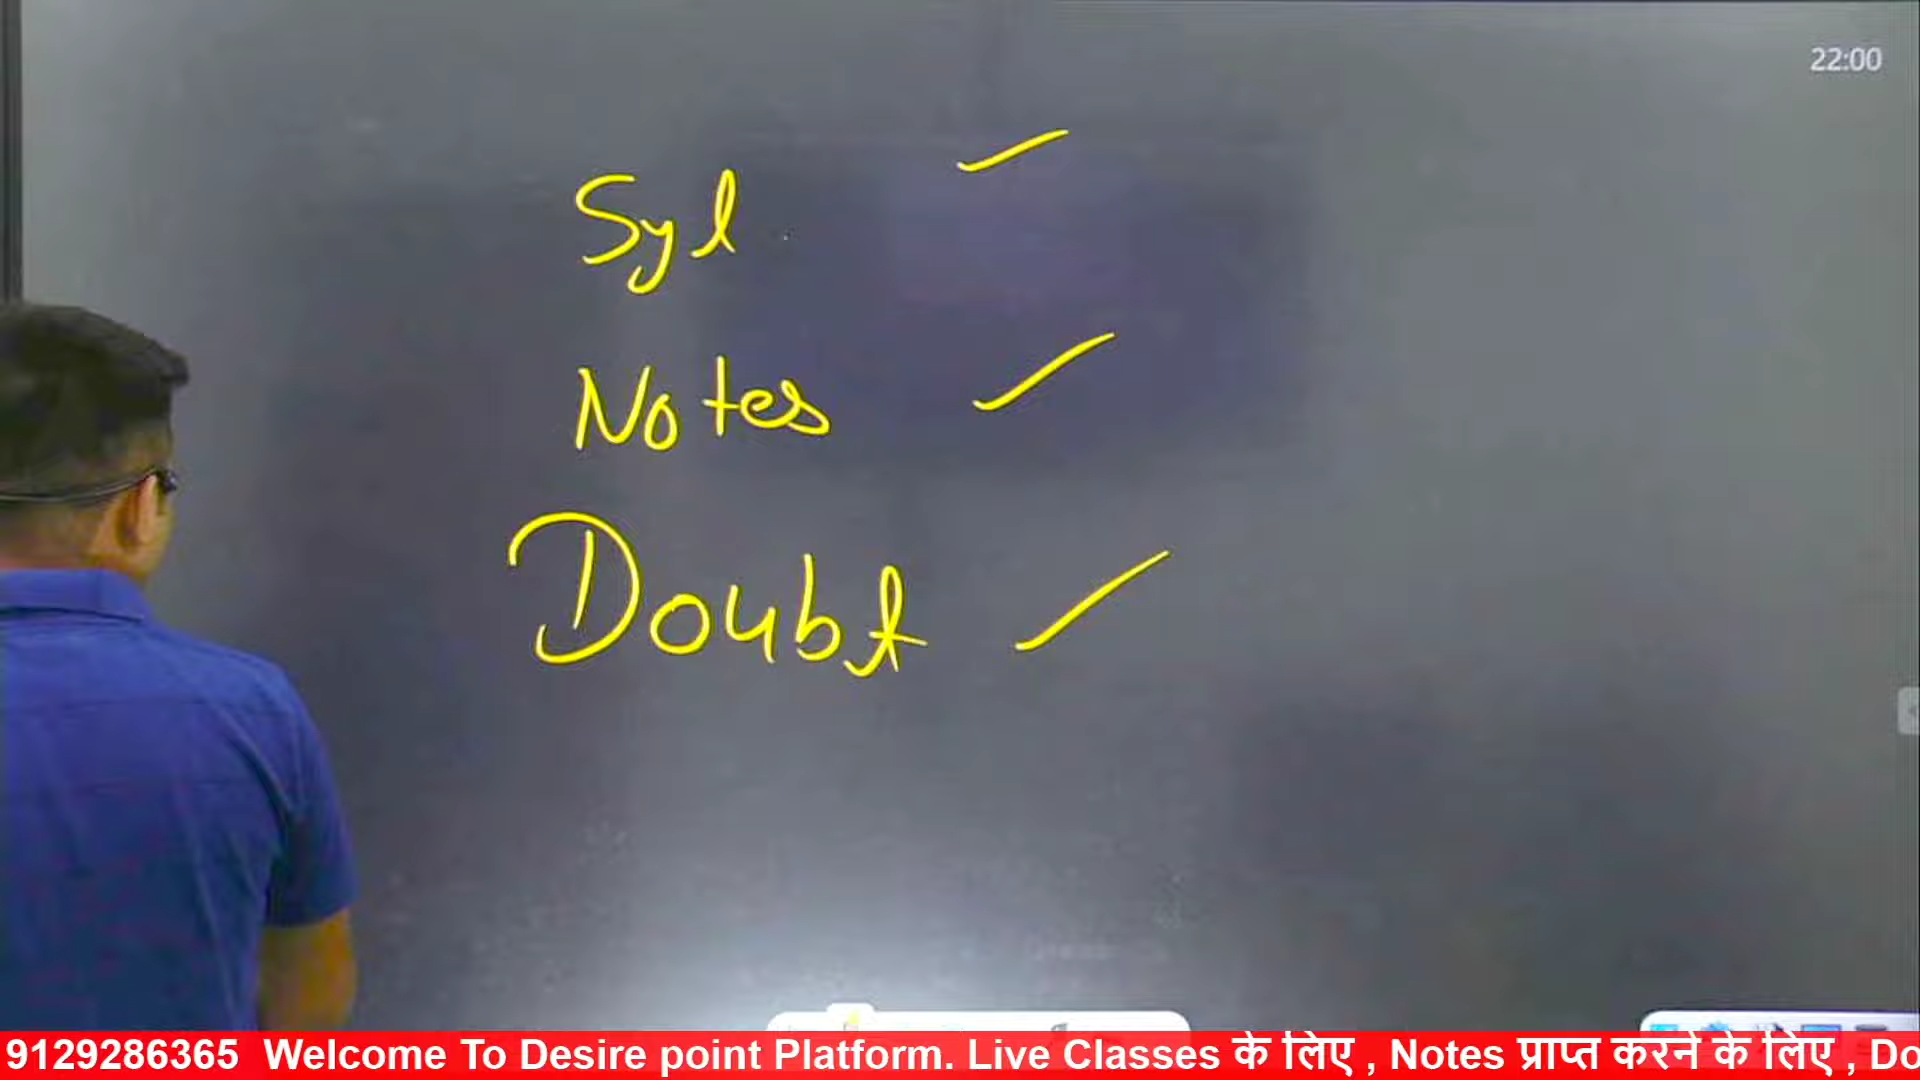 22:00
Syl
Notes
Doubt
9129286365 Welcome To Desire point Platform. Live Classes के लिए , Notes प्राप्त करने के लिए , Do